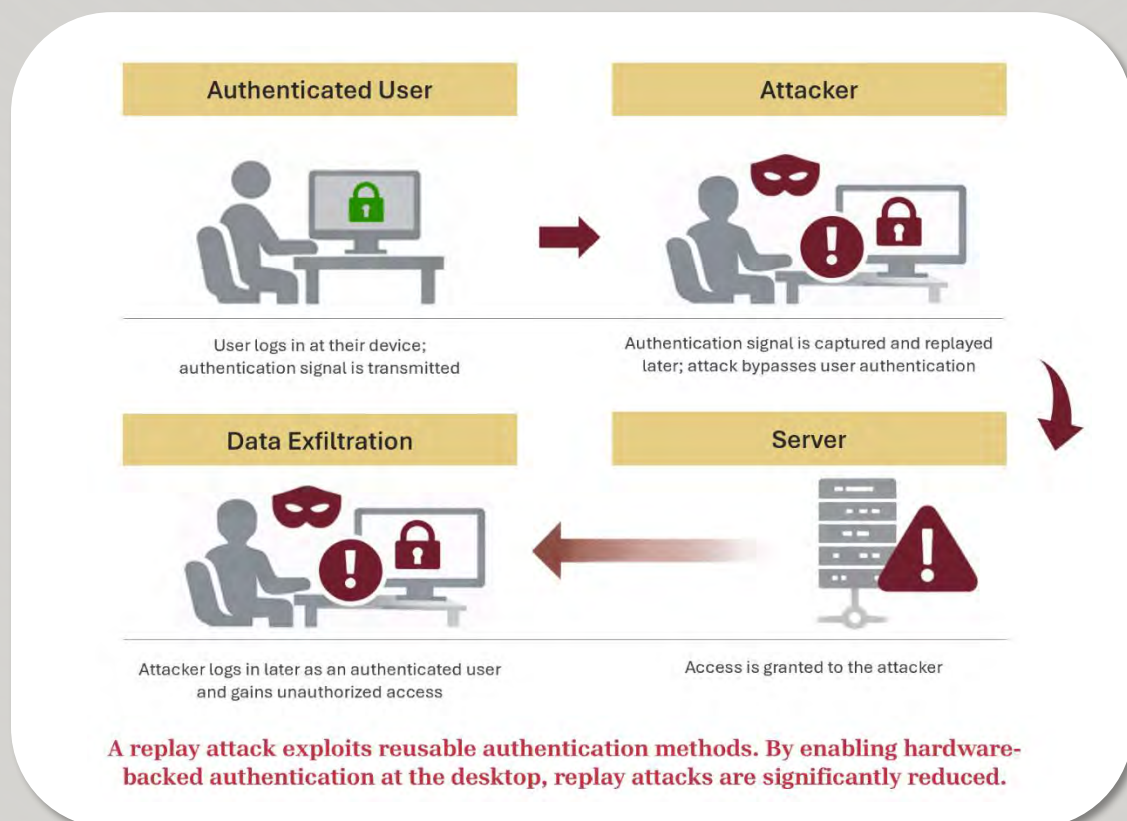 Authenticated User
Attacker
User logs in at their device;
authentication signal is transmitted
Authentication signal is captured and replayed
later; attack bypasses user authentication
Data Exfiltration
Server
Attacker logs in later as an authenticated user
and gains unauthorized access
Access is granted to the attacker
A replay attack exploits reusable authentication methods. By enabling hardware-
backed authentication at the desktop, replay attacks are significantly reduced.